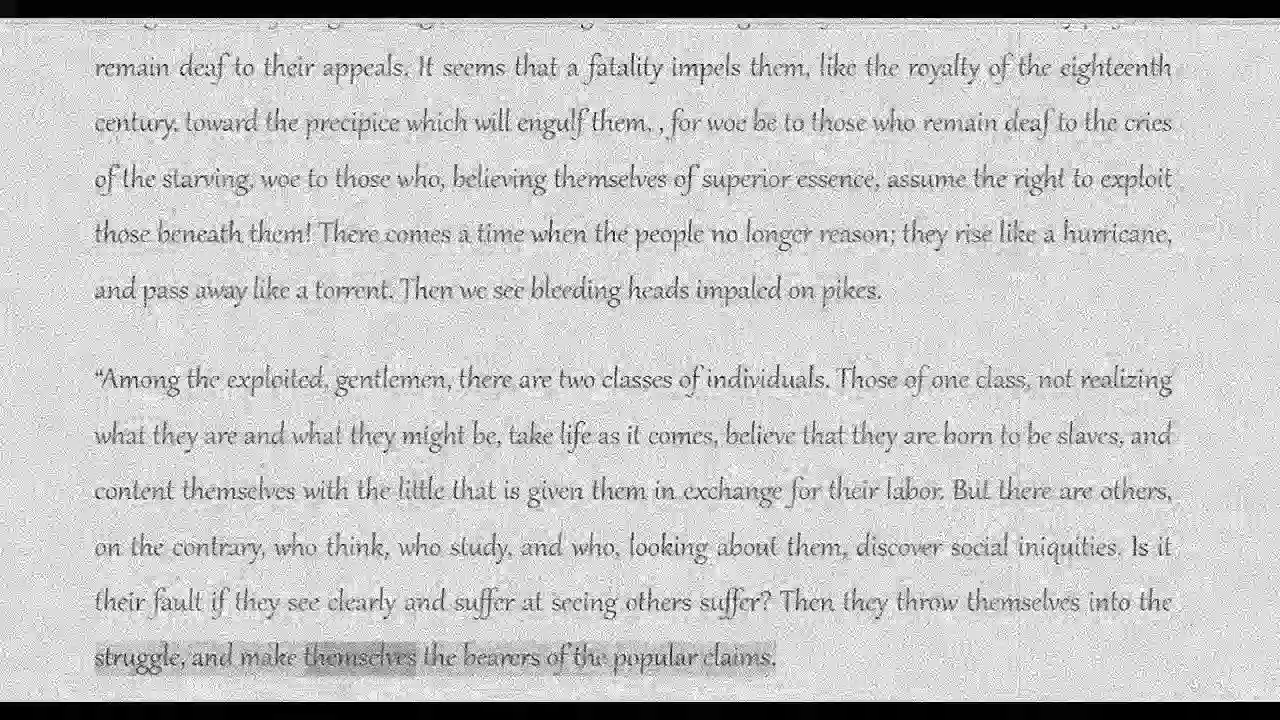 remain deaf to their appeals. It seems that a fatality impels them, like the royalty of the eighteenth
century. toward the precipice which will engulf them. , for woe be to those who remain deaf to the cries
of the starving, woe to those who, believing themselves of superior essence, assume the right to exploit
those beneath them! There comes a time when the people no longer reason; they rise like a hurricane,
and pass away like a torrent. Then we see bleeding heads impaled on pikes.
“Among the exploited, gentlemen, there are two classes of individuals. Those of one class, not realizing
what they are and what they might be, take life as it comes, believe that they are born to be slaves, and
content themselves with the little that is given them in exchange for their labor. But there are others,
on the contrary, who think, who study, and who, looking about them, discover social iniquities. Is it
their fault if they see clearly and suffer at seeing others suffer? Then they throw themselves into the
struggle, and make themselves the bearers of the popular claims.